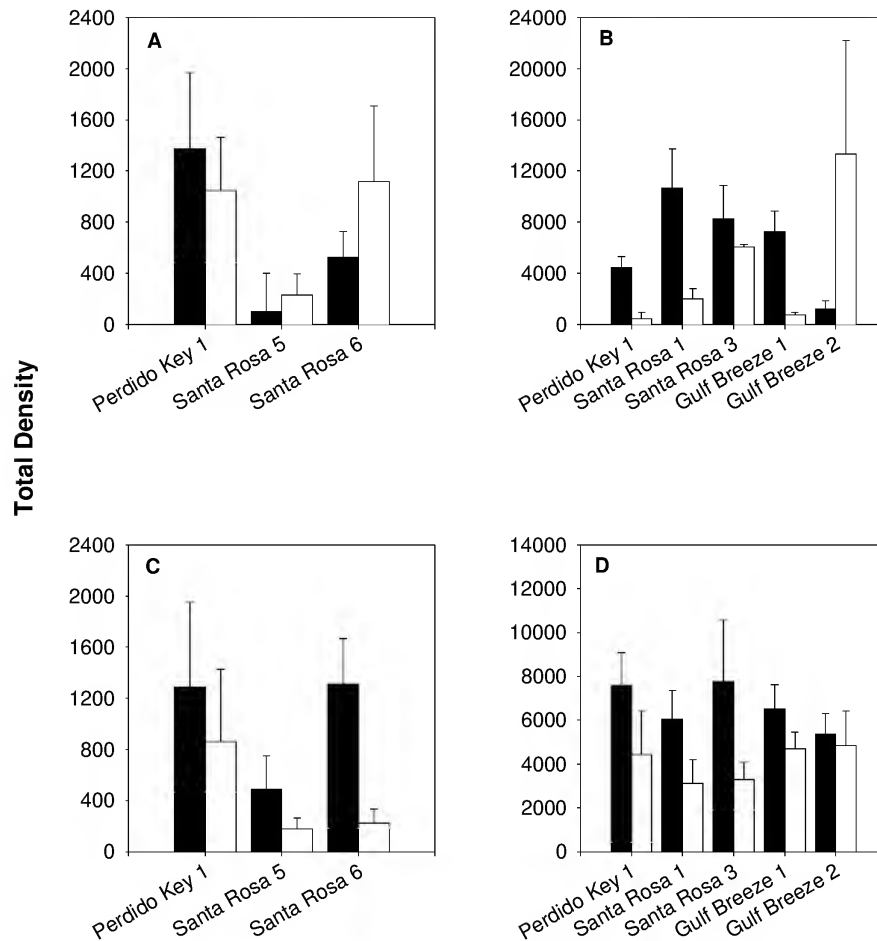 Total Density
A
2400
2000
1600
1200
800
400
0
Perdido Key 1
Santa Rosa 5
Santa Rosa 6
B
24000
20000
16000
12000
8000
4000
0
Perdido Key 1
Santa Rosa 1
Santa Rosa 3
Gulf Breeze 1
Gulf Breeze 2
C
2400
2000
1600
1200
800
400
0
Perdido Key 1
Santa Rosa 5
Santa Rosa 6
D
14000
12000
10000
8000
6000
4000
2000
0
Perdido Key 1
Santa Rosa 1
Santa Rosa 3
Gulf Breeze 1
Gulf Breeze 2